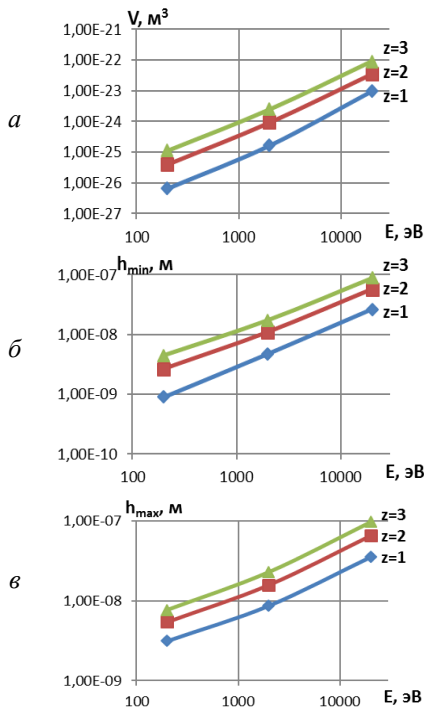 V, м³
1,00E-21
1,00E-22
1,00E-23
1,00E-24
1,00E-25
1,00E-26
1,00E-27
z=3
z=2
z=1
а
100 1000 10000
E, эВ
hmin, м
1,00E-07
1,00E-08
1,00E-09
1,00E-10
z=3
z=2
z=1
б
100 1000 10000
E, эВ
hmax, м
1,00E-07
1,00E-08
1,00E-09
z=3
z=2
z=1
в
100 1000 10000
E, эВ